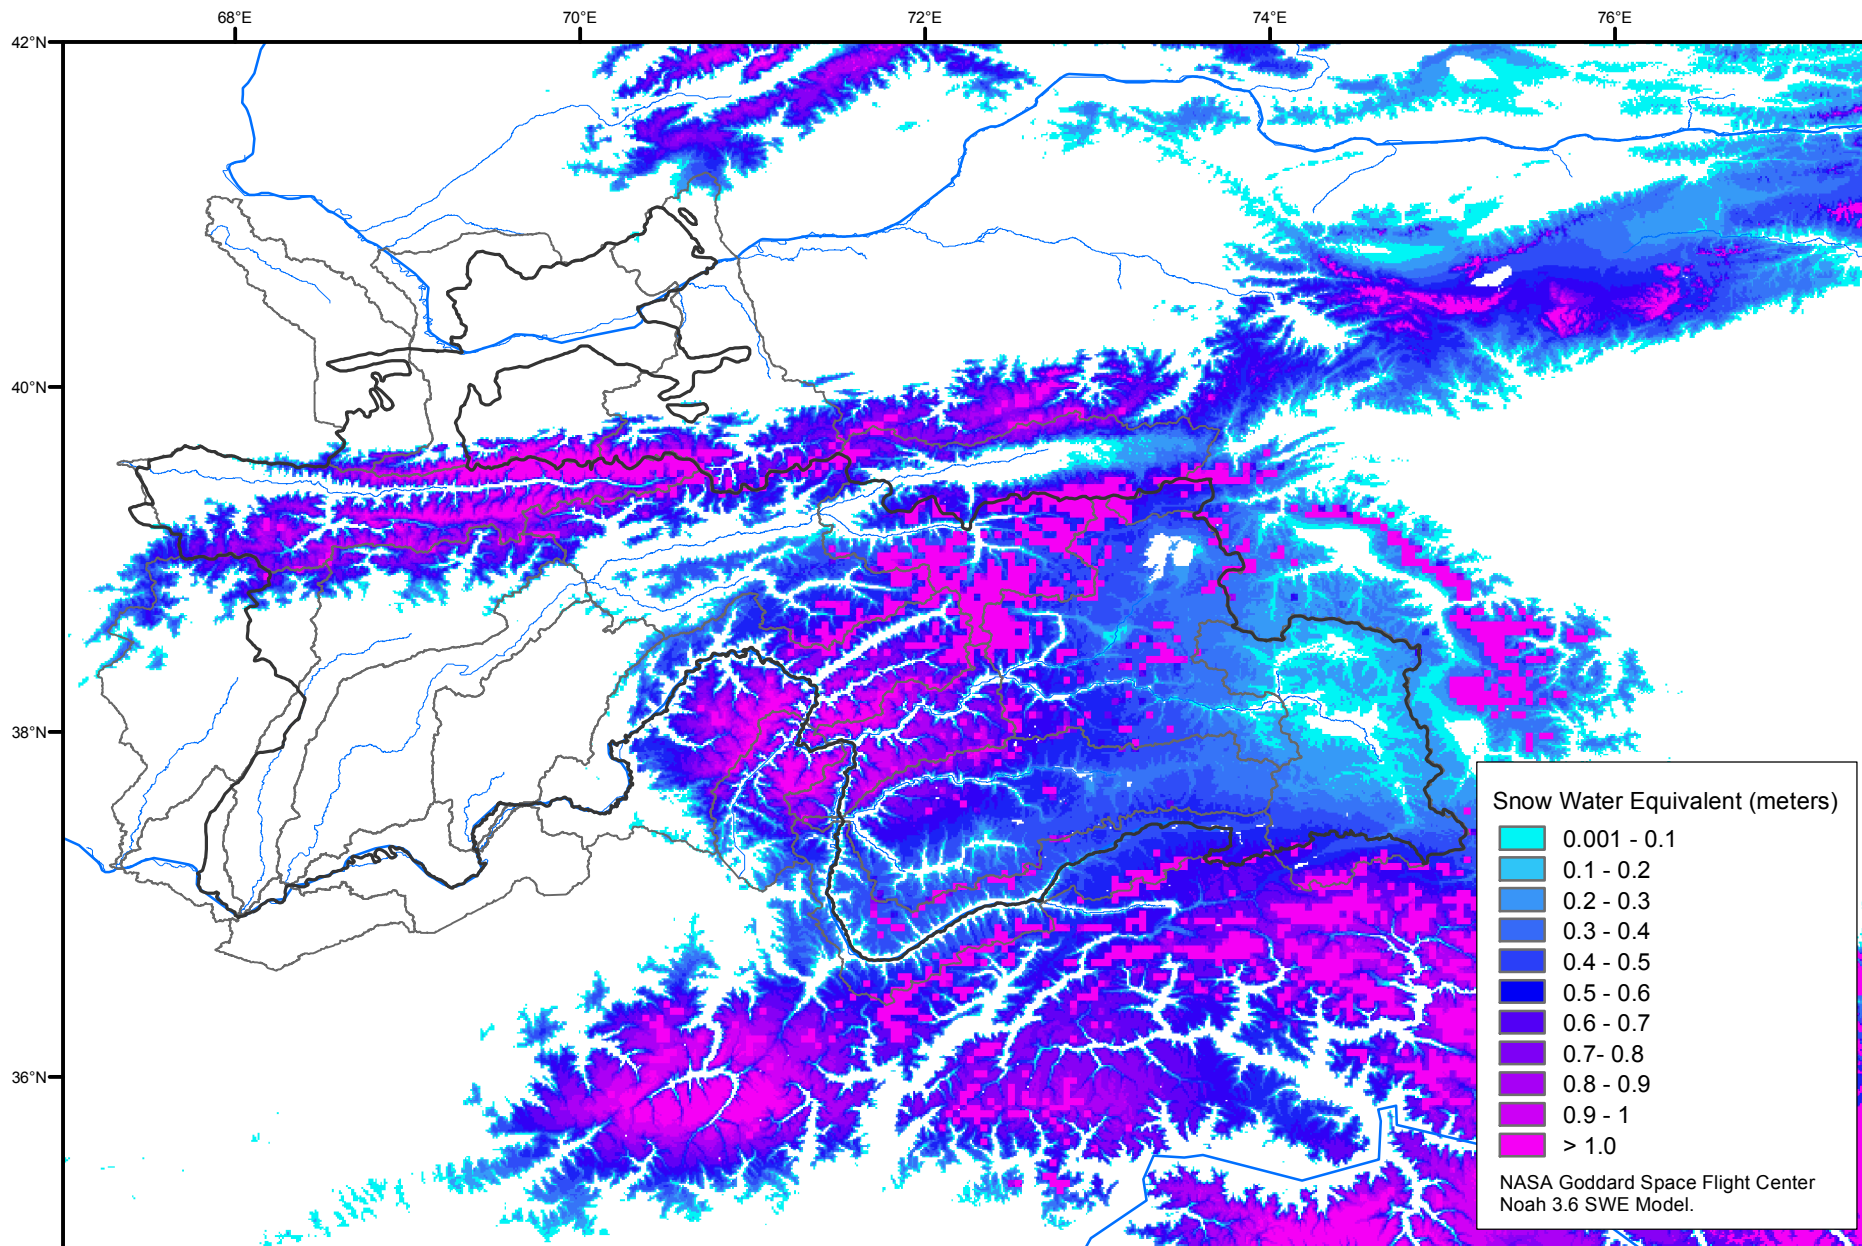 68°E 70°E 72°E 74°E 76°E
42°N
40°N
38°N
36°N
Snow Water Equivalent (meters)
0.001 - 0.1
0.1 - 0.2
0.2 - 0.3
0.3 - 0.4
0.4 - 0.5
0.5 - 0.6
0.6 - 0.7
0.7- 0.8
0.8 - 0.9
0.9 - 1
> 1.0
NASA Goddard Space Flight Center
Noah 3.6 SWE Model.